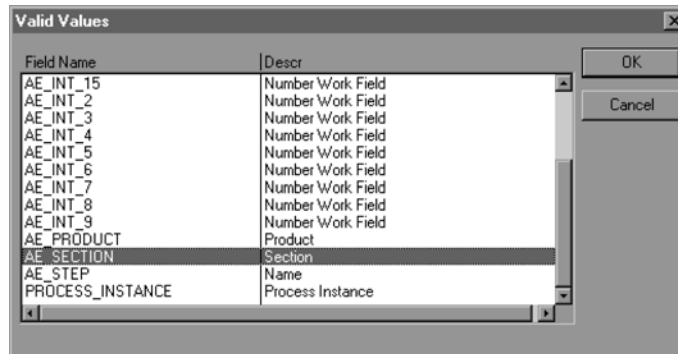 Valid Values
Field Name Descr
OK
AE_INT_15 Number Work Field
AE_INT_2 Number Work Field
Cancel
AE_INT_3 Number Work Field
AE_INT_4 Number Work Field
AE_INT_5 Number Work Field
AE_INT_6 Number Work Field
AE_INT_7 Number Work Field
AE_INT_8 Number Work Field
AE_INT_9 Number Work Field
AE_PRODUCT Product
AE_SECTION Section
AE_STEP Name
PROCESS_INSTANCE Process Instance